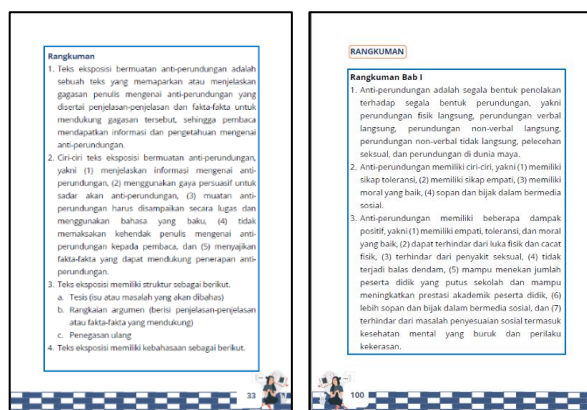 Rangkuman
1. Teks eksposisi bermuatan anti-perundungan adalah
sebuah teks yang memaparkan atau menjelaskan
gagasan penulis mengenai anti-perundungan yang
disertai penjelasan-penjelasan dan fakta-fakta untuk
mendukung gagasan tersebut, sehingga pembaca
mendapatkan informasi dan pengetahuan mengenai
anti-perundungan.
2. Ciri-ciri teks eksposisi bermuatan anti-perundungan,
yakni (1) menjelaskan informasi mengenai anti-
perundungan, (2) menggunakan gaya persuasif untuk
sadar akan anti-perundungan, (3) muatan anti-
perundungan harus disampaikan secara lugas dan
menggunakan bahasa yang baku, (4) tidak
memaksakan kehendak penulis mengenai anti-
perundungan kepada pembaca, dan (5) menyajikan
fakta-fakta yang dapat mendukung penerapan anti-
perundungan.
3. Teks eksposisi memiliki struktur sebagai berikut.
a. Tesis (isu atau masalah yang akan dibahas)
b. Rangkaian argumen (berisi penjelasan-penjelasan
atau fakta-fakta yang mendukung)
c. Penegasan ulang
4. Teks eksposisi memiliki kebahasaan sebagai berikut.
33
RANGKUMAN
Rangkuman Bab I
1. Anti-perundungan adalah segala bentuk penolakan
terhadap segala bentuk perundungan, yakni
perundungan fisik langsung, perundungan verbal
langsung, perundungan non-verbal langsung,
perundungan non-verbal tidak langsung, pelecehan
seksual, dan perundungan di dunia maya.
2. Anti-perundungan memiliki ciri-ciri, yakni (1) memiliki
sikap toleransi, (2) memiliki sikap empati, (3) memiliki
moral yang baik, (4) sopan dan bijak dalam bermedia
sosial.
3. Anti-perundungan memiliki beberapa dampak
positif, yakni (1) memiliki empati, toleransi, dan moral
yang baik, (2) dapat terhindar dari luka fisik dan cacat
fisik, (3) terhindar dari penyakit seksual, (4) tidak
terjadi balas dendam, (5) mampu menekan jumlah
peserta didik yang putus sekolah dan mampu
meningkatkan prestasi akademik peserta didik, (6)
lebih sopan dan bijak dalam bermedia sosial, dan (7)
terhindar dari masalah penyesuaian sosial termasuk
kesehatan mental yang buruk dan perilaku
kekerasan.
100